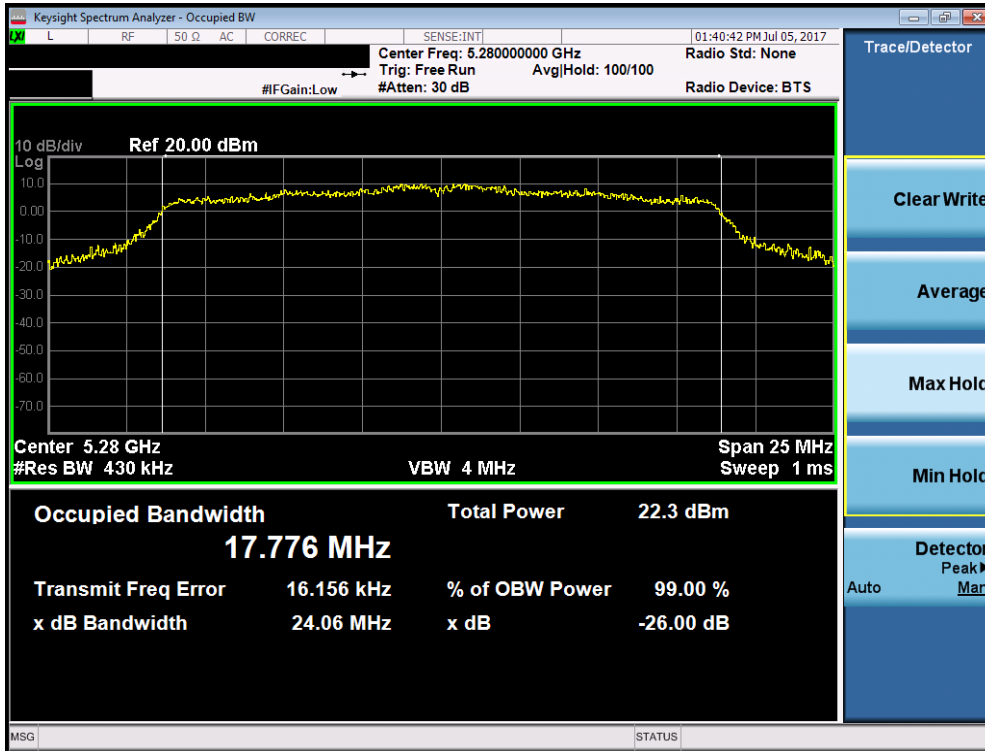 Keysight Spectrum Analyzer - Occupied BW
LXI L RF 50 Ω AC CORREC SENSE:INT 01:40:42 PM Jul 05, 2017
Center Freq: 5.280000000 GHz Radio Std: None
Trig: Free Run Avg|Hold: 100/100
#IFGain:Low #Atten: 30 dB Radio Device: BTS
10 dB/div Ref 20.00 dBm
Log
10.0
0.00
-10.0
-20.0
-30.0
-40.0
-50.0
-60.0
-70.0
Center 5.28 GHz Span 25 MHz
#Res BW 430 kHz VBW 4 MHz Sweep 1 ms
Occupied Bandwidth Total Power 22.3 dBm
17.776 MHz
Transmit Freq Error 16.156 kHz % of OBW Power 99.00 %
x dB Bandwidth 24.06 MHz x dB -26.00 dB
MSG STATUS
Trace/Detector
Clear Write
Average
Max Hold
Min Hold
Detector
Peak▶
Auto Man